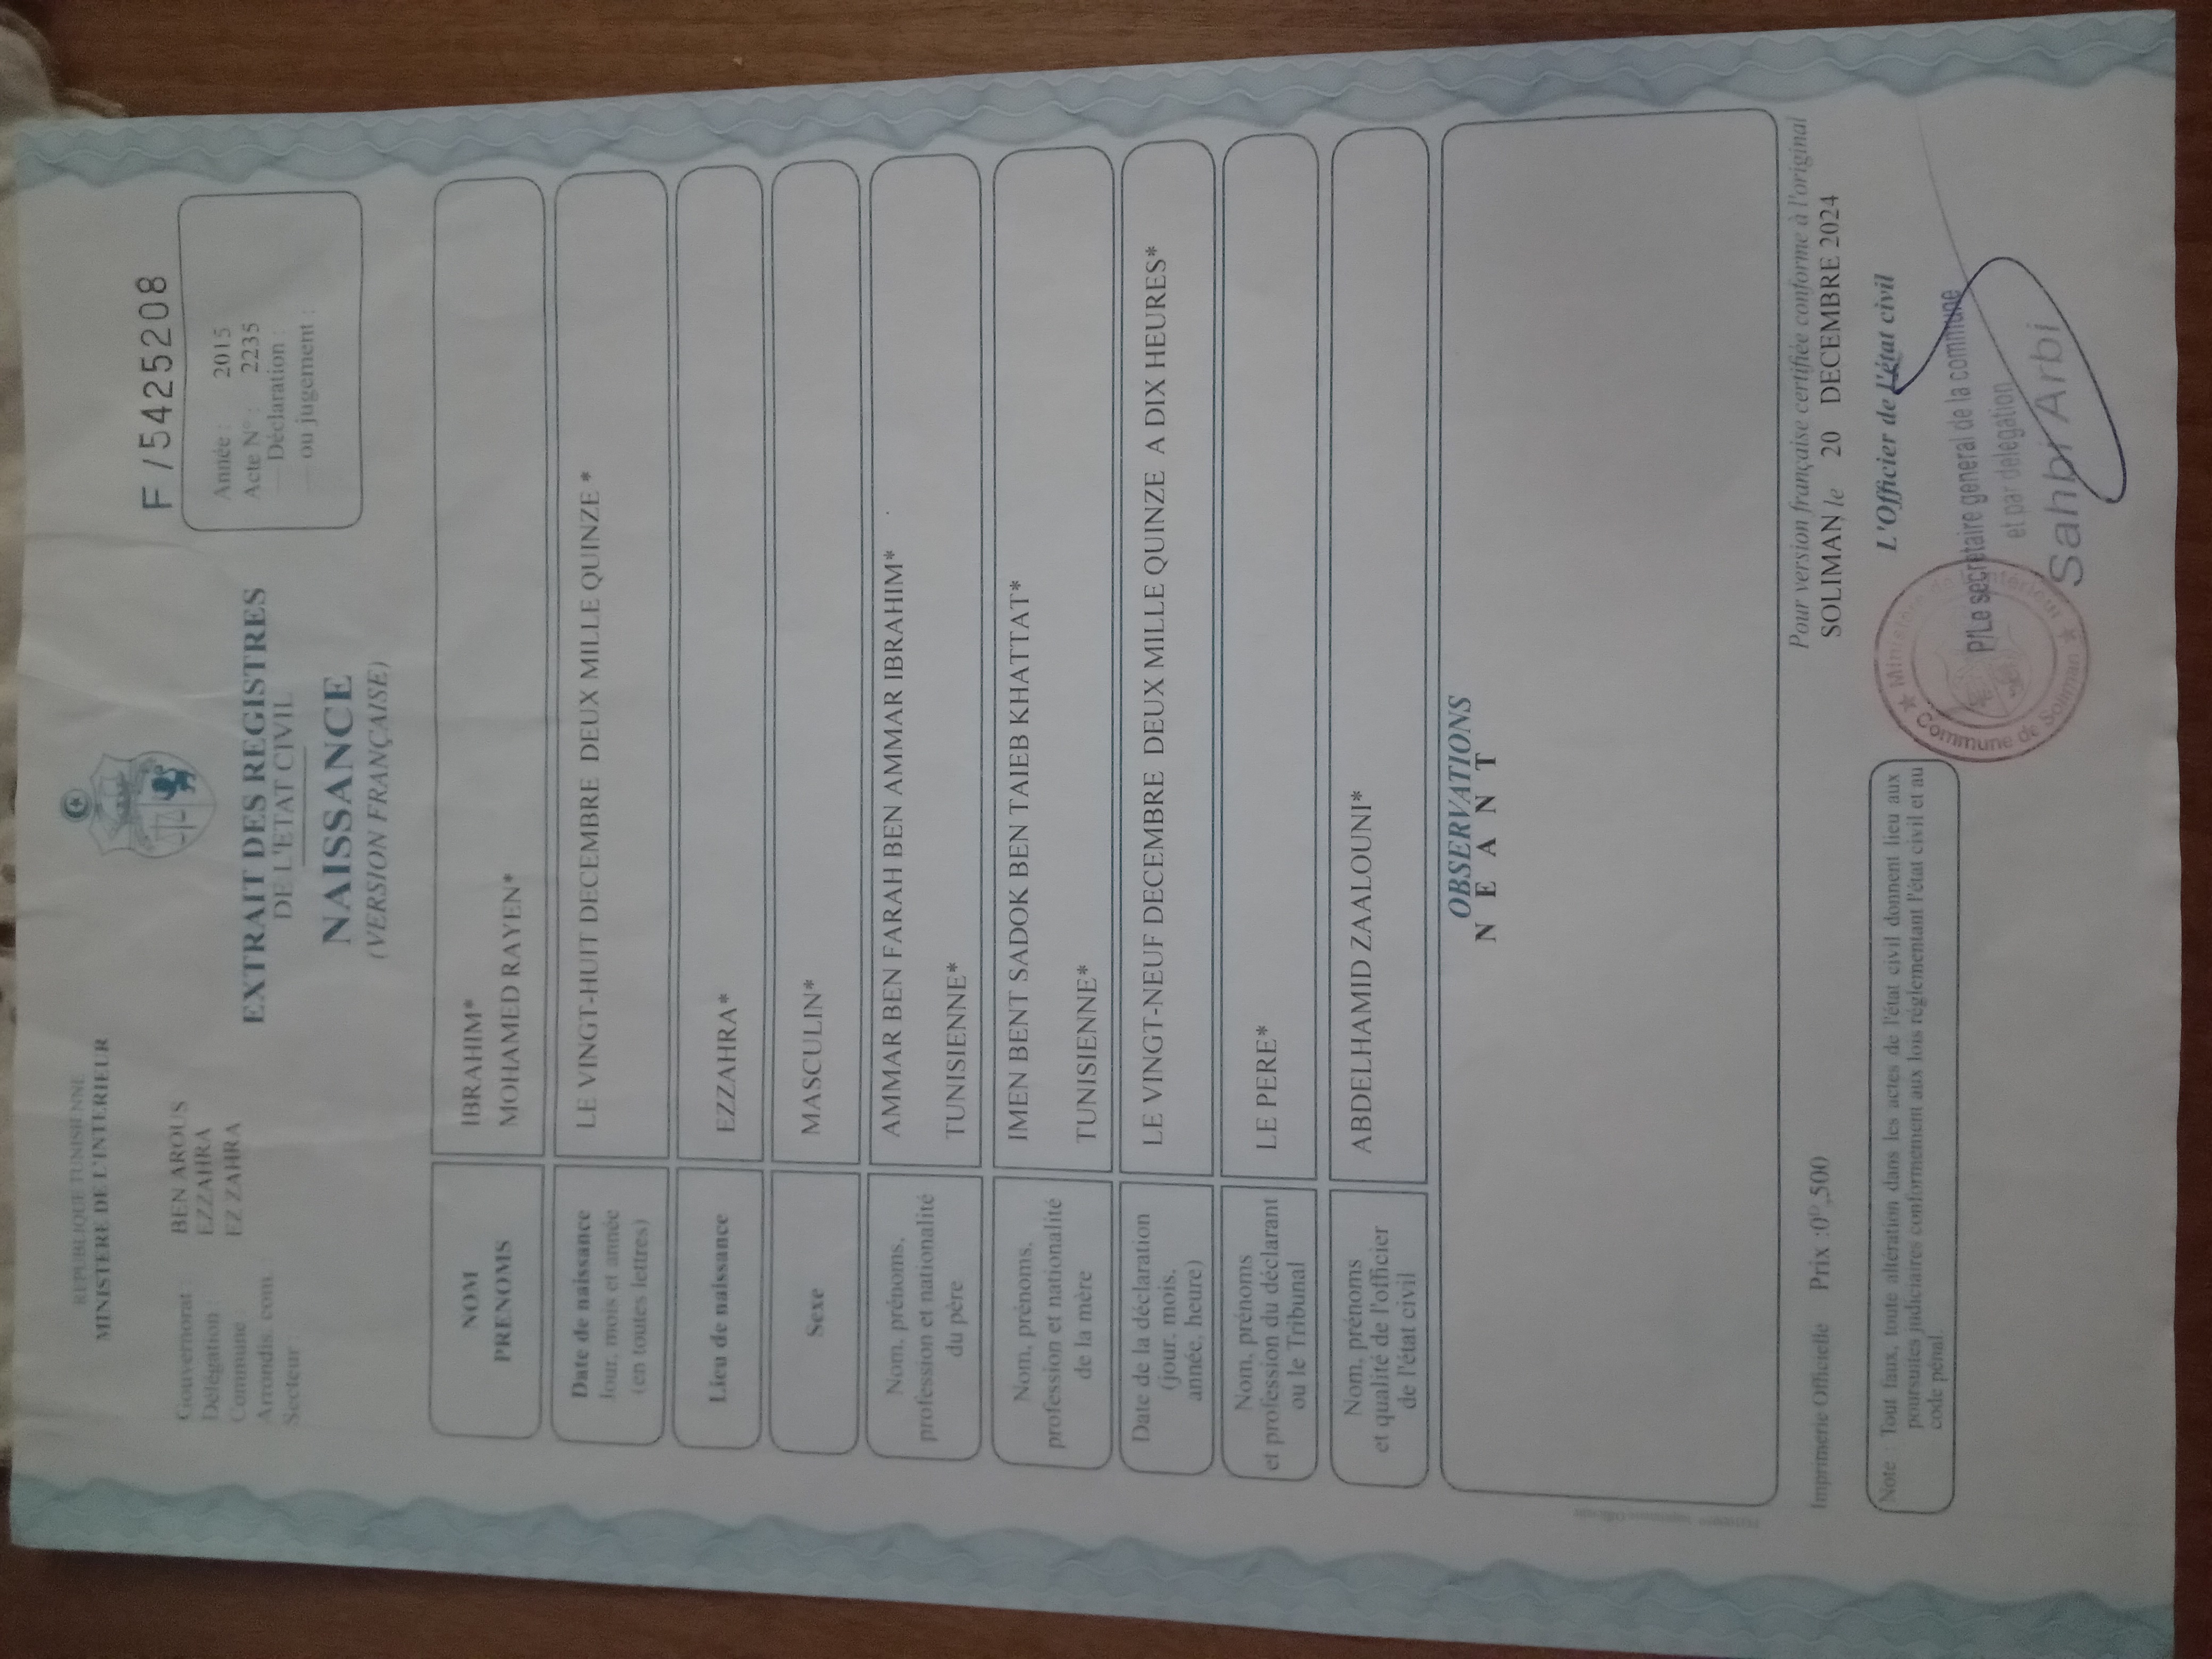 REPUBLIQUE TUNISIENNE
MINISTERE DE L'INTERIEUR
F /5425208
Gouvernorat BEN AROUS
Délégation : EZZAHRA
Commune : EZ ZAHRA
Arrondis. com.
Secteur :
Année : 2015
Acte N° : 2235
Déclaration :
ou jugement :
EXTRAIT DES REGISTRES
DE L'ETAT CIVIL
NAISSANCE
(VERSION FRANÇAISE)
NOM IBRAHIM*
PRENOMS MOHAMED RAYEN*
Date de naissance
Jour, mois et année
(en toutes lettres)
LE VINGT-HUIT DECEMBRE DEUX MILLE QUINZE *
Lieu de naissance EZZAHRA*
Sexe MASCULIN*
Nom, prénoms,
profession et nationalité
du père
AMMAR BEN FARAH BEN AMMAR IBRAHIM*
TUNISIENNE*
Nom, prénoms,
profession et nationalité
de la mère
IMEN BENT SADOK BEN TAIEB KHATTAT*
TUNISIENNE*
Date de la déclaration
(jour, mois,
année, heure)
LE VINGT-NEUF DECEMBRE DEUX MILLE QUINZE A DIX HEURES*
Nom, prénoms
et profession du déclarant
ou le Tribunal
LE PERE*
Nom, prénoms
et qualité de l'officier
de l'état civil
ABDELHAMID ZAALOUNI*
OBSERVATIONS
N E A N T
Imprimerie Officielle Prix :0ᴰ,500
Pour version française certifiée conforme à l'original
SOLIMAN le 20 DECEMBRE 2024
L'Officier de l'état civil
P/Le secrétaire general de la commune
et par delegation
Sahbi Arbi
Ministère de l'intérieur
Commune de Soliman
Note : Tout faux, toute altération dans les actes de l'état civil donnent lieu aux
poursuites judiciaires conformement aux lois réglementant l'état civil et au
code pénal.